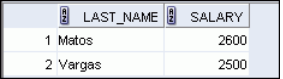 LAST_NAME SALARY
1 Matos 2600
2 Vargas 2500